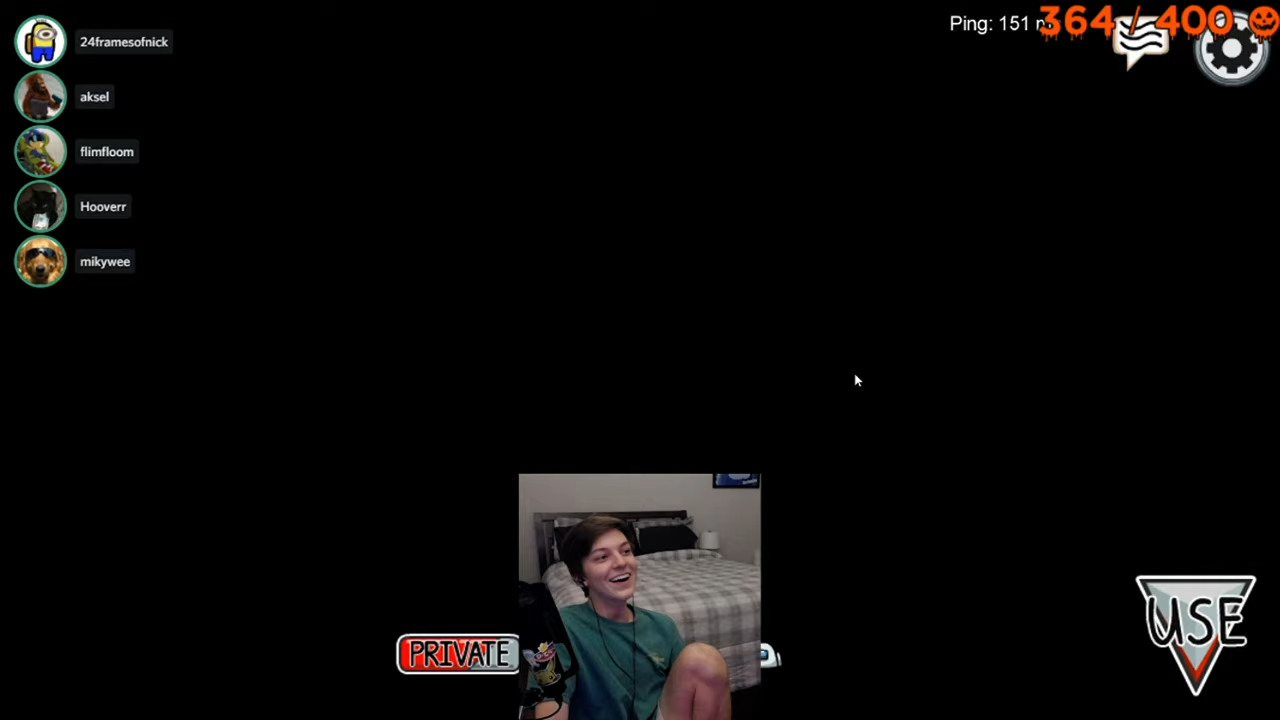 24framesofnick
Ping: 151 m
364 / 400
aksel
flimfloom
Hooverr
mikywee
PRIVATE
USE